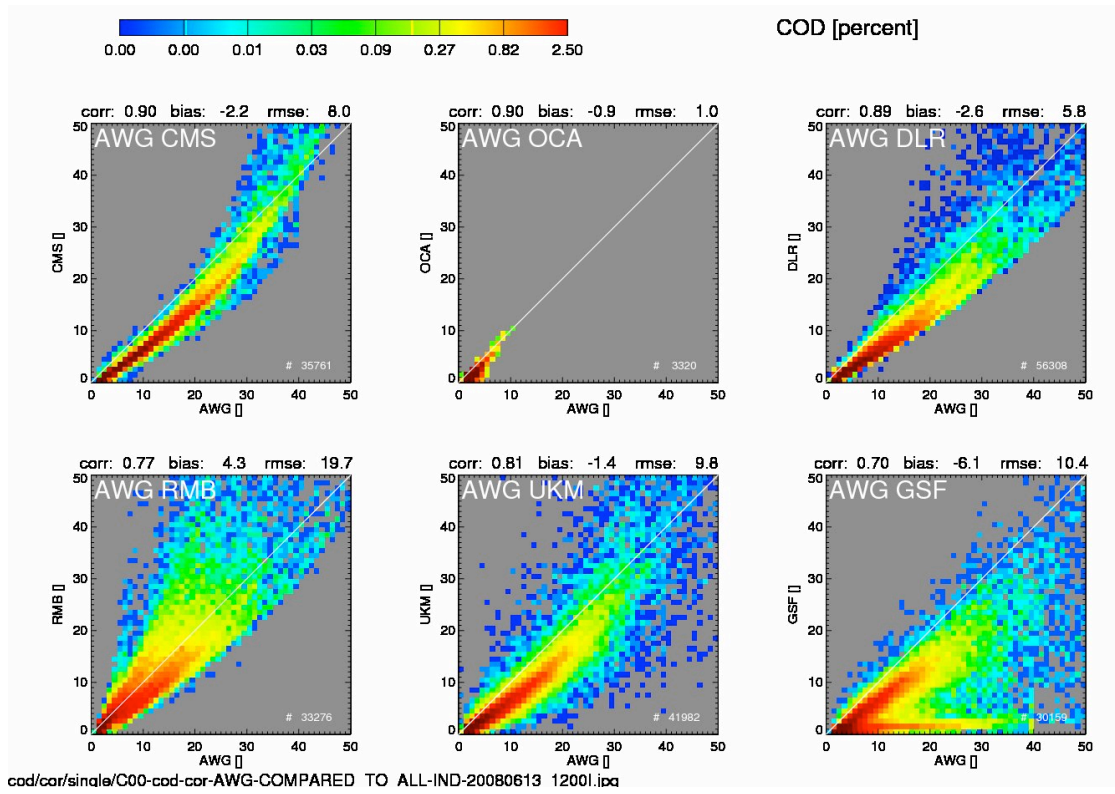 COD [percent]
0.00 0.00 0.01 0.03 0.09 0.27 0.82 2.50
corr: 0.90 bias: -2.2 rmse: 8.0
AWG CMS
50
40
30
20
10
0
CMS []
# 35761
0 10 20 30 40 50
AWG []
corr: 0.90 bias: -0.9 rmse: 1.0
AWG OCA
50
40
30
20
10
0
OCA []
# 3320
0 10 20 30 40 50
AWG []
corr: 0.89 bias: -2.6 rmse: 5.8
AWG DLR
50
40
30
20
10
0
DLR []
# 56308
0 10 20 30 40 50
AWG []
corr: 0.77 bias: 4.3 rmse: 19.7
AWG RMB
50
40
30
20
10
0
RMB []
# 33276
0 10 20 30 40 50
AWG []
corr: 0.81 bias: -1.4 rmse: 9.8
AWG UKM
50
40
30
20
10
0
UKM []
# 41982
0 10 20 30 40 50
AWG []
corr: 0.70 bias: -6.1 rmse: 10.4
AWG GSF
50
40
30
20
10
0
GSF []
# 30159
0 10 20 30 40 50
AWG []
cod/cor/single/C00-cod-cor-AWG-COMPARED_TO_ALL-IND-20080613_1200I.jpg